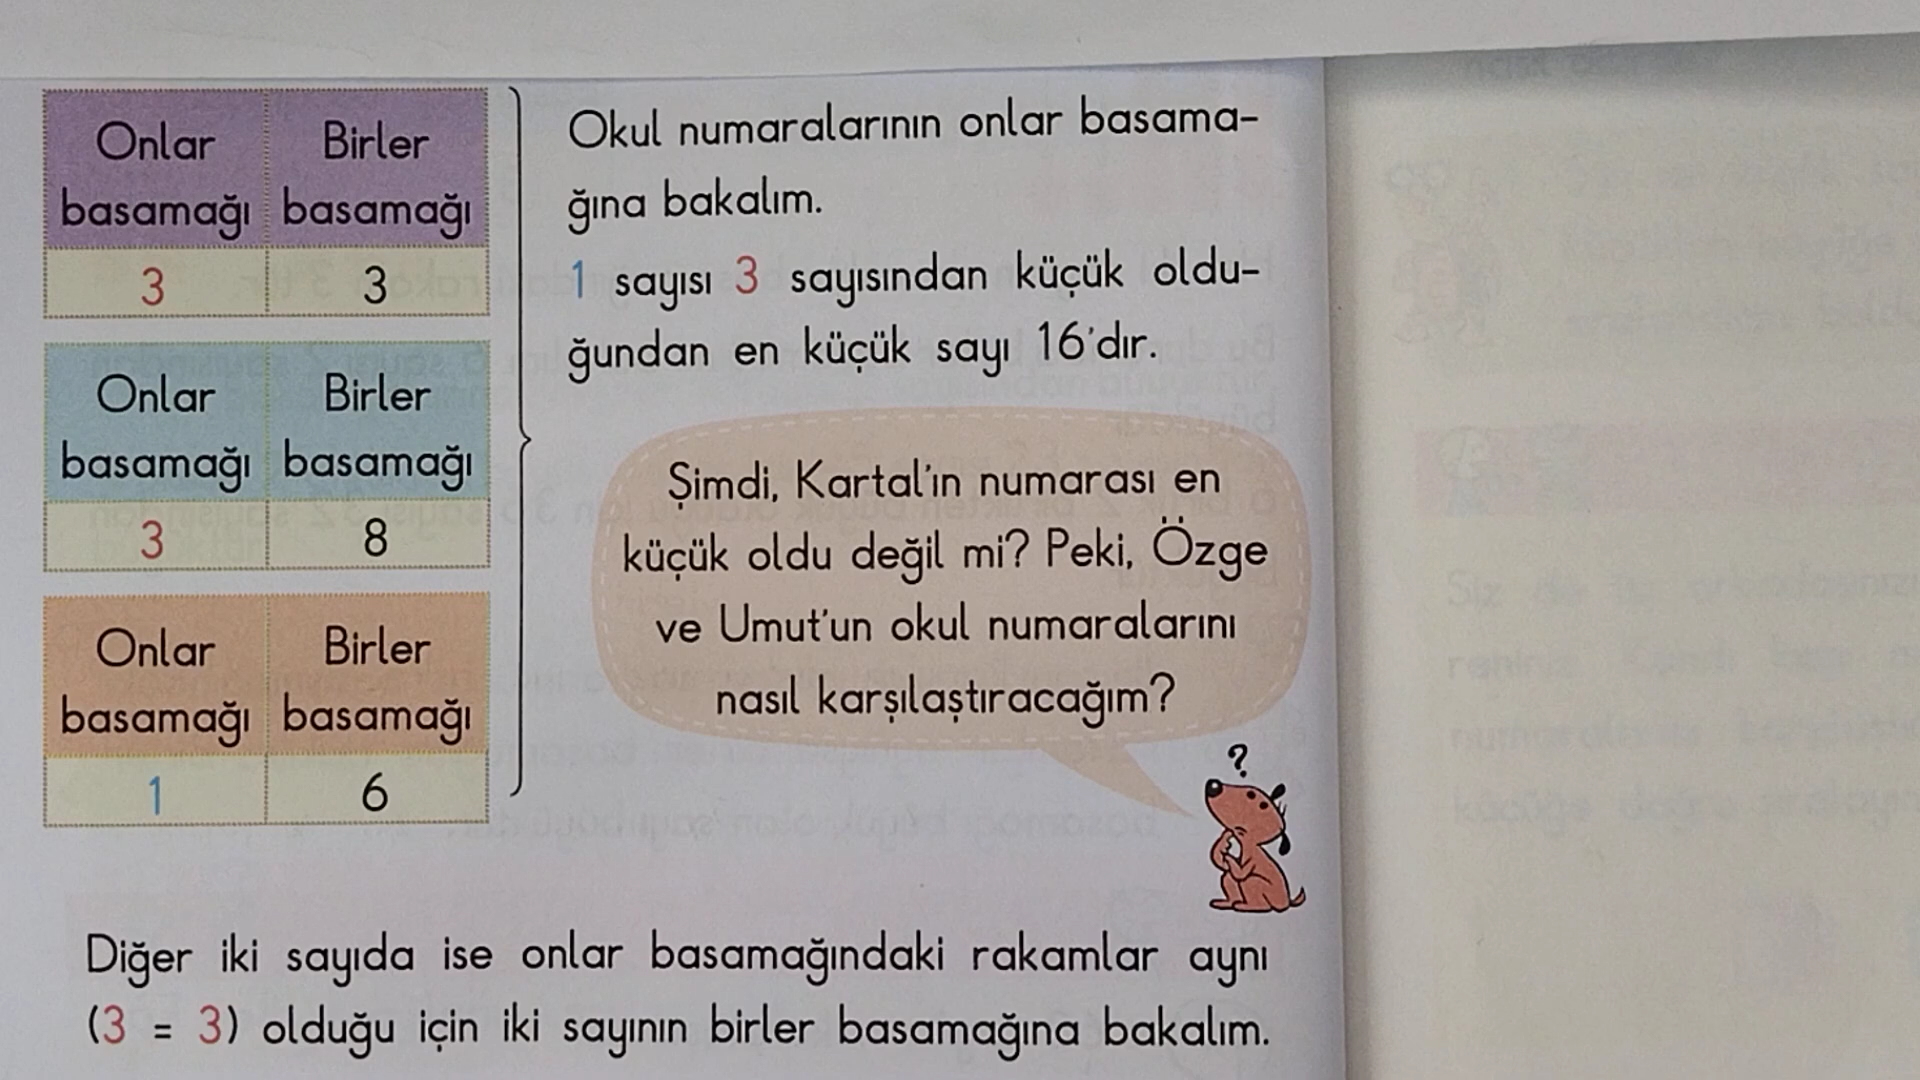 Onlar Birler
basamağı basamağı
3 3
Onlar Birler
basamağı basamağı
3 8
Onlar Birler
basamağı basamağı
1 6
Okul numaralarının onlar basama-
ğına bakalım.
1 sayısı 3 sayısından küçük oldu-
ğundan en küçük sayı 16'dır.
Şimdi, Kartal'ın numarası en
küçük oldu değil mi? Peki, Özge
ve Umut'un okul numaralarını
nasıl karşılaştıracağım?
?
Diğer iki sayıda ise onlar basamağındaki rakamlar aynı
(3 = 3) olduğu için iki sayının birler basamağına bakalım.